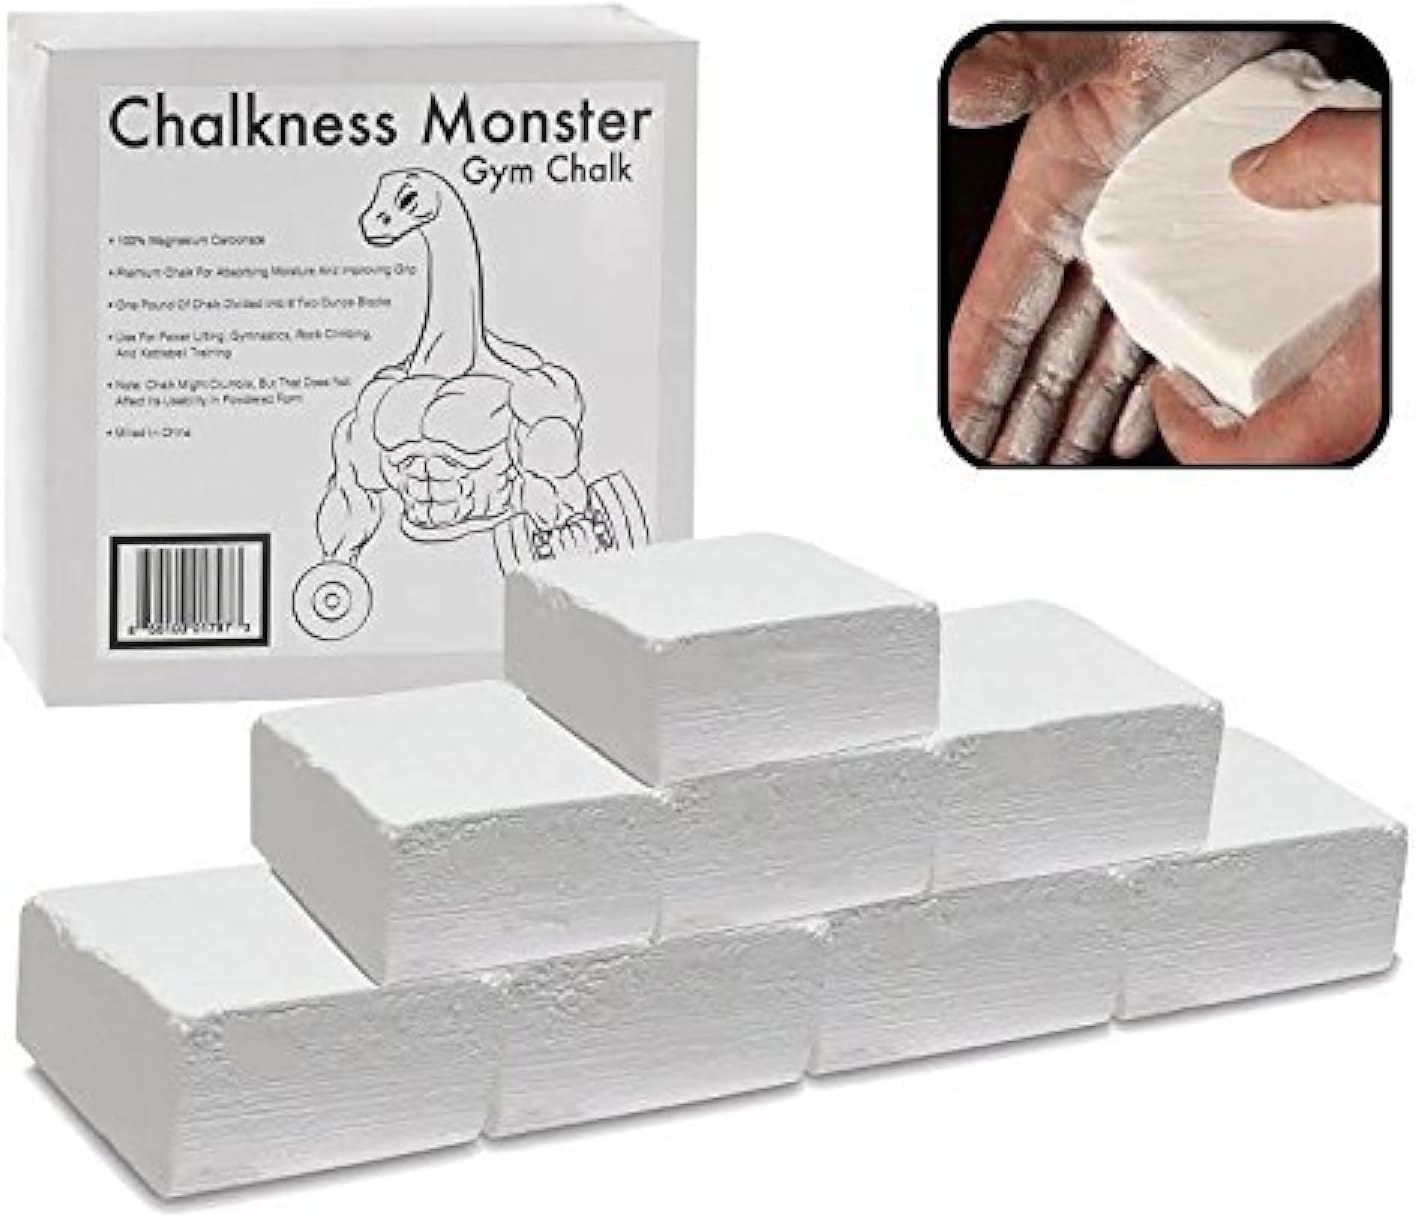 Chalkness Monster
Gym Chalk
• 100% Magnesium Carbonate
• Premium Chalk For Absorbing Moisture And Improving Grip
• One Pound Of Chalk Divided Into 8 Two Ounce Blocks
• Use For Power Lifting, Gymnastics, Rock Climbing,
And Kettlebell Training
• Note: Chalk Might Crumble, But That Does Not
Affect Its Usability In Powdered Form
• Milled In China